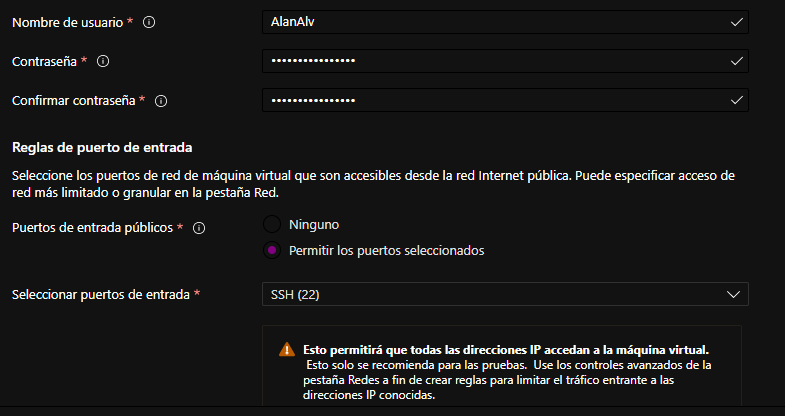 Nombre de usuario *
AlanAlv
Contraseña *
••••••••••••••••
Confirmar contraseña *
••••••••••••••••
Reglas de puerto de entrada
Seleccione los puertos de red de máquina virtual que son accesibles desde la red Internet pública. Puede especificar acceso de
red más limitado o granular en la pestaña Red.
Puertos de entrada públicos *
Ninguno
Permitir los puertos seleccionados
Seleccionar puertos de entrada *
SSH (22)
Esto permitirá que todas las direcciones IP accedan a la máquina virtual.
Esto solo se recomienda para las pruebas. Use los controles avanzados de la
pestaña Redes a fin de crear reglas para limitar el tráfico entrante a las
direcciones IP conocidas.